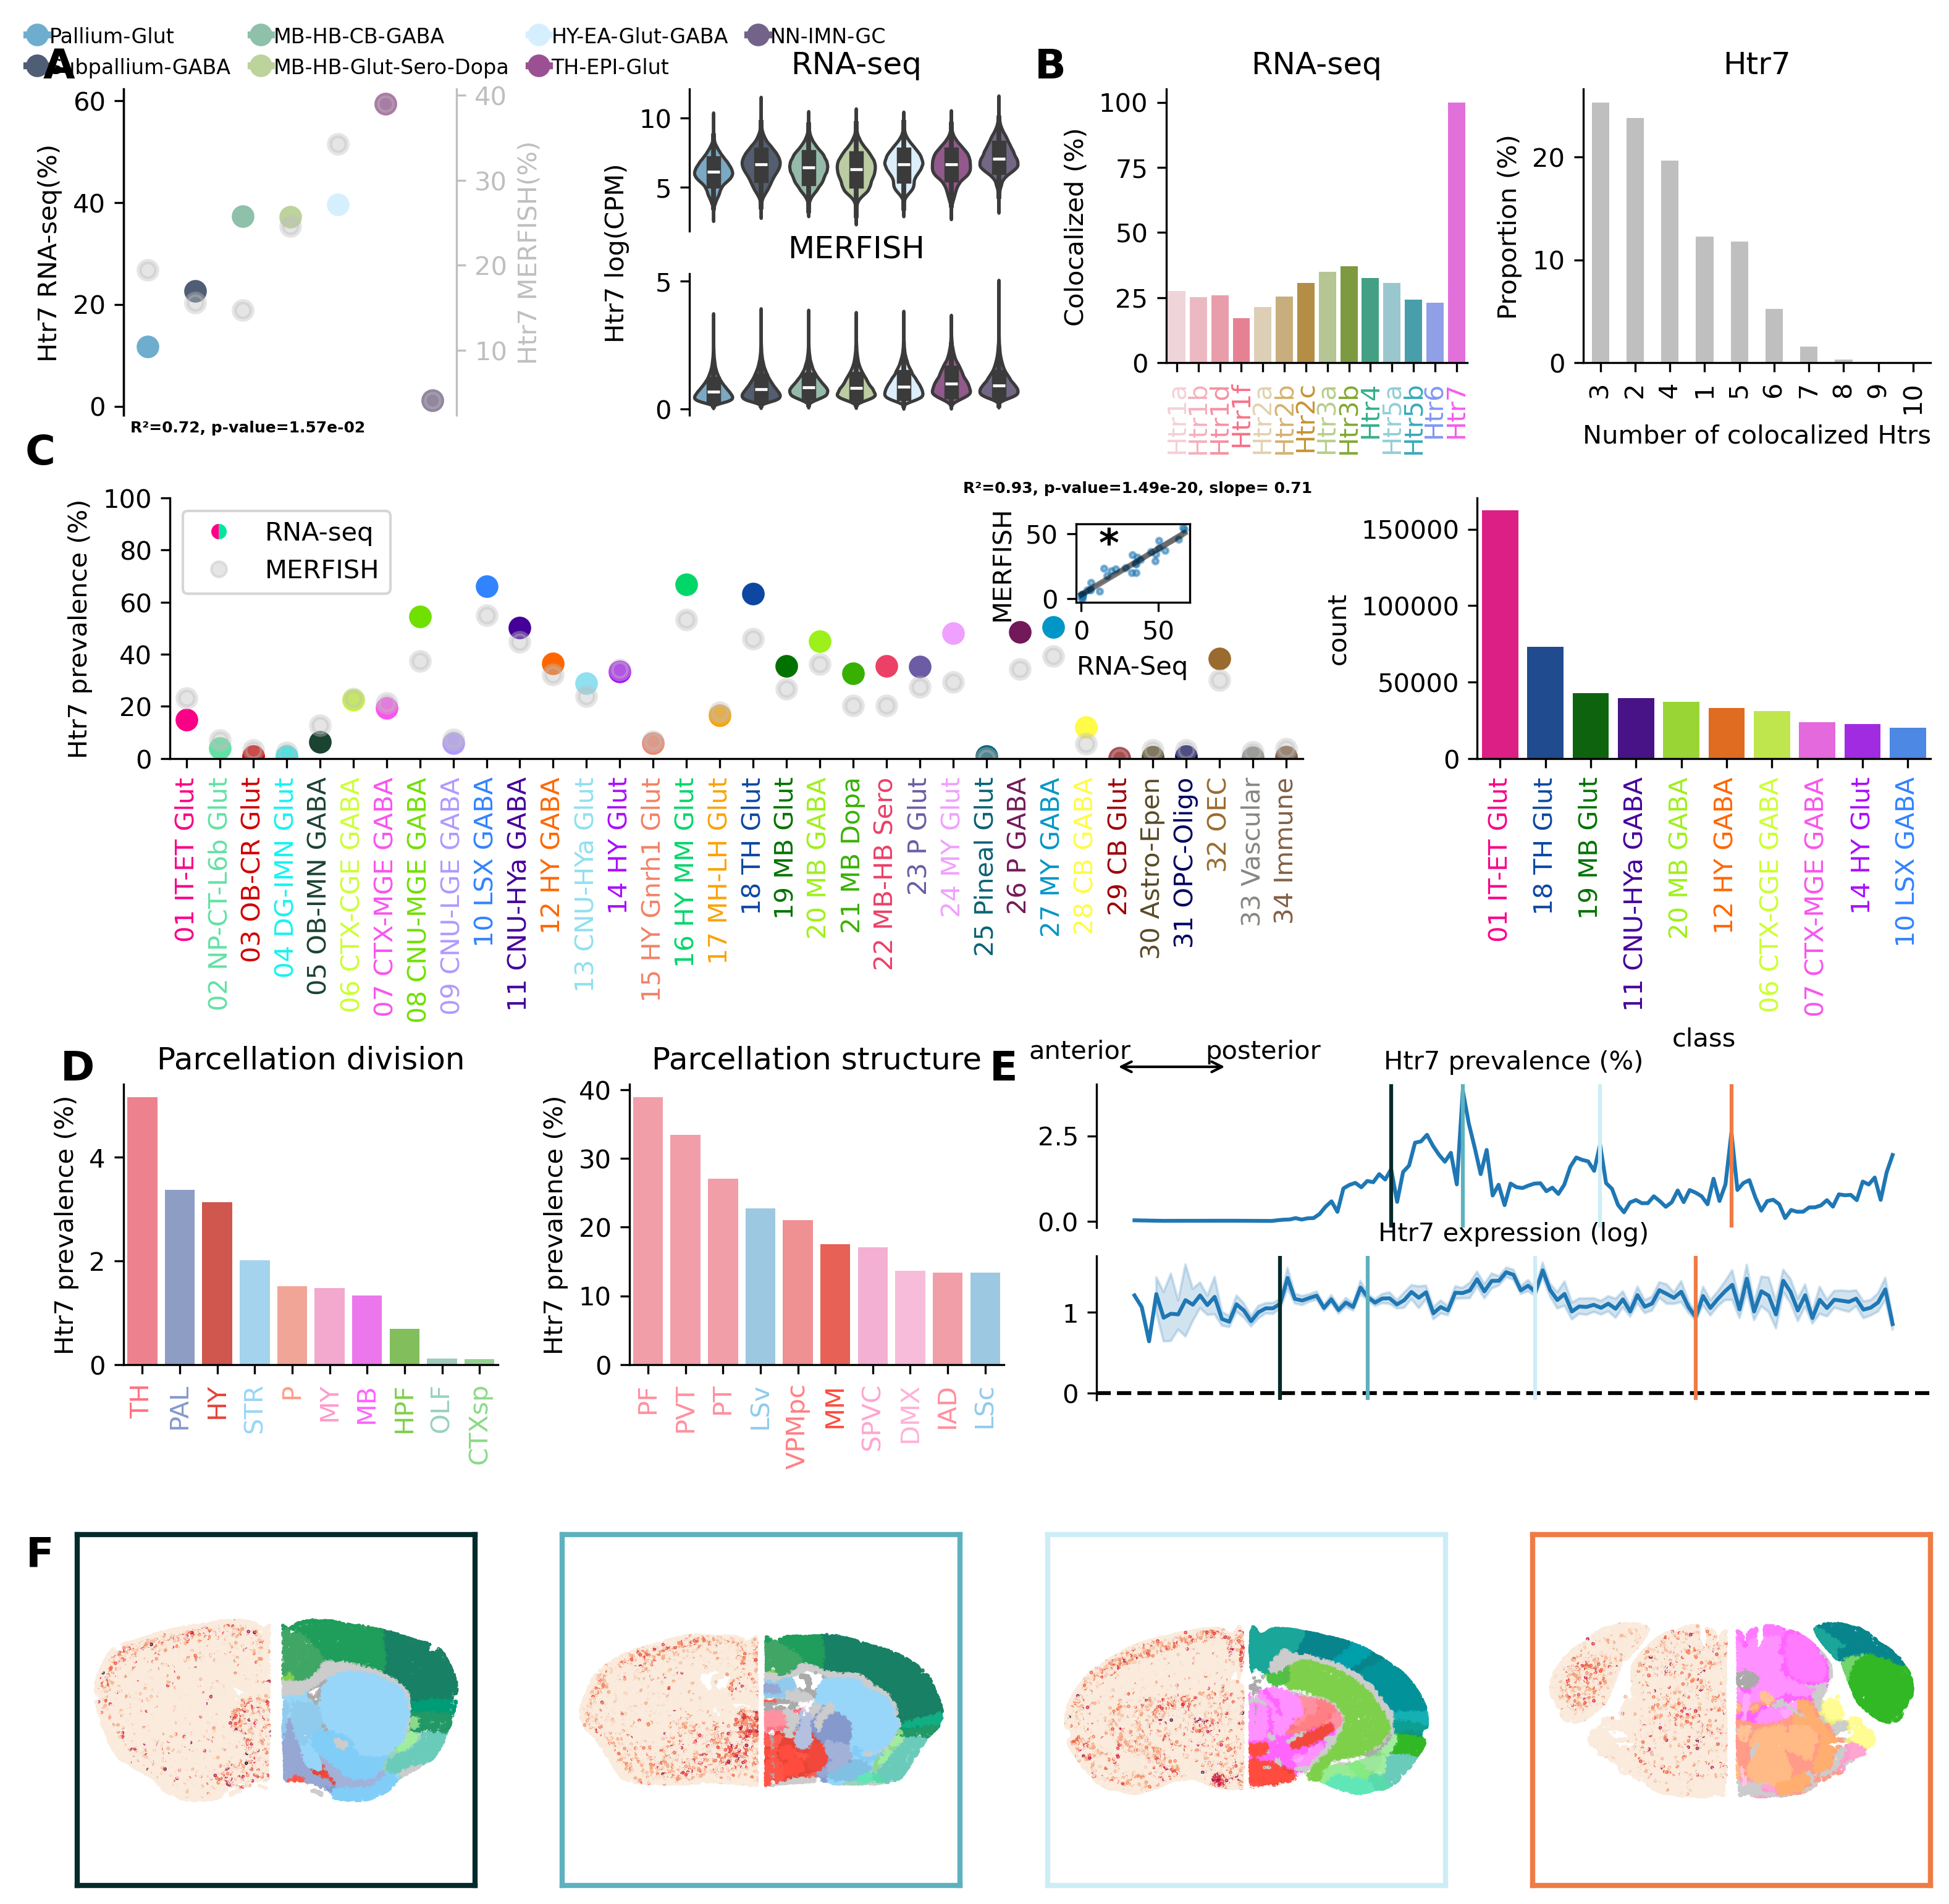 Pallium-Glut
MB-HB-CB-GABA
HY-EA-Glut-GABA
NN-IMN-GC
Subpallium-GABA
MB-HB-Glut-Sero-Dopa
TH-EPI-Glut
A
Htr7 RNA-seq(%)
60
40
20
0
Htr7 MERFISH(%)
40
30
20
10
R²=0.72, p-value=1.57e-02
RNA-seq
Htr7 log(CPM)
10
5
MERFISH
5
0
B
RNA-seq
Colocalized (%)
100
75
50
25
0
Htr1a
Htr1b
Htr1d
Htr1f
Htr2a
Htr2b
Htr2c
Htr3a
Htr3b
Htr4
Htr5a
Htr5b
Htr6
Htr7
Htr7
Proportion (%)
20
10
0
3
2
4
1
5
6
7
8
9
10
Number of colocalized Htrs
C
Htr7 prevalence (%)
100
80
60
40
20
0
RNA-seq
MERFISH
R²=0.93, p-value=1.49e-20, slope= 0.71
MERFISH
50
0
*
0
50
RNA-Seq
01 IT-ET Glut
02 NP-CT-L6b Glut
03 OB-CR Glut
04 DG-IMN Glut
05 OB-IMN GABA
06 CTX-CGE GABA
07 CTX-MGE GABA
08 CNU-MGE GABA
09 CNU-LGE GABA
10 LSX GABA
11 CNU-HYa GABA
12 HY GABA
13 CNU-HYa Glut
14 HY Glut
15 HY Gnrh1 Glut
16 HY MM Glut
17 MH-LH Glut
18 TH Glut
19 MB Glut
20 MB GABA
21 MB Dopa
22 MB-HB Sero
23 P Glut
24 MY Glut
25 Pineal Glut
26 P GABA
27 MY GABA
28 CB GABA
29 CB Glut
30 Astro-Epen
31 OPC-Oligo
32 OEC
33 Vascular
34 Immune
count
150000
100000
50000
0
01 IT-ET Glut
18 TH Glut
19 MB Glut
11 CNU-HYa GABA
20 MB GABA
12 HY GABA
06 CTX-CGE GABA
07 CTX-MGE GABA
14 HY Glut
10 LSX GABA
class
D
Parcellation division
Htr7 prevalence (%)
4
2
0
TH
PAL
HY
STR
P
MY
MB
HPF
OLF
CTXsp
Parcellation structure
Htr7 prevalence (%)
40
30
20
10
0
PF
PVT
PT
LSv
VPMpc
MM
SPVC
DMX
IAD
LSc
E
anterior
posterior
Htr7 prevalence (%)
2.5
0.0
Htr7 expression (log)
1
0
F